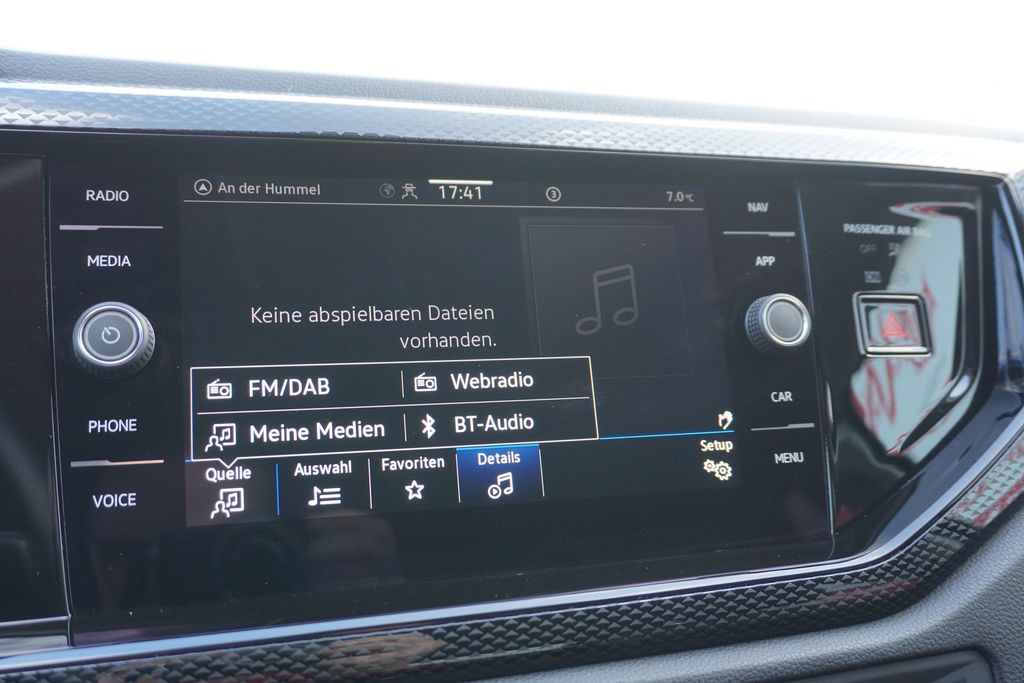 RADIO
MEDIA
PHONE
VOICE
An der Hummel
17:41
3
7.0°C
Keine abspielbaren Dateien
vorhanden.
FM/DAB
Webradio
Meine Medien
BT-Audio
Quelle
Auswahl
Favoriten
Details
Setup
NAV
APP
CAR
MENU
PASSENGER AIR BAG
OFF